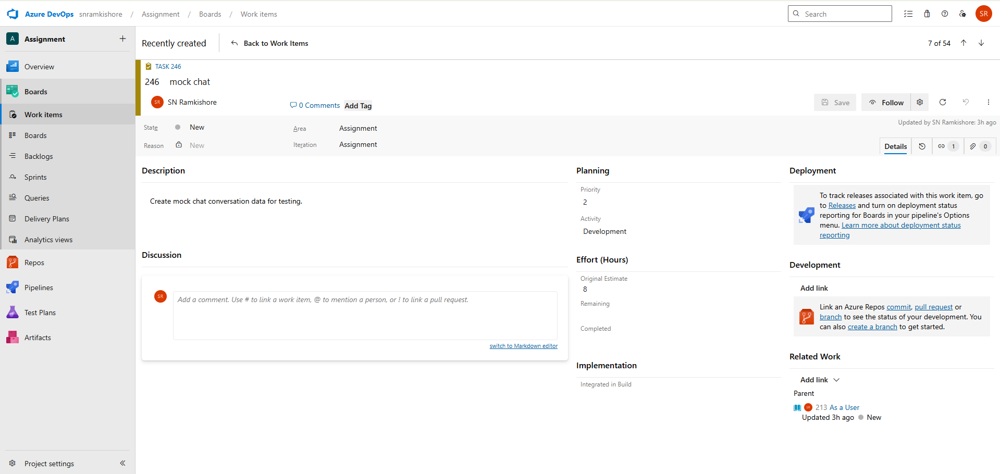 Azure DevOps snramkishore / Assignment / Boards / Work items
Search
SR
A Assignment
Recently created
Back to Work Items
7 of 54
Overview
Boards
Work items
Boards
Backlogs
Sprints
Queries
Delivery Plans
Analytics views
Repos
Pipelines
Test Plans
Artifacts
Project settings
TASK 246
246 mock chat
SR SN Ramkishore
0 Comments
Add Tag
Save
Follow
State New
Area Assignment
Updated by SN Ramkishore: 3h ago
Reason New
Iteration Assignment
Details
1
0
Description
Create mock chat conversation data for testing.
Discussion
SR
Add a comment. Use # to link a work item, @ to mention a person, or ! to link a pull request.
switch to Markdown editor
Planning
Priority
2
Activity
Development
Effort (Hours)
Original Estimate
8
Remaining
Completed
Implementation
Integrated in Build
Deployment
To track releases associated with this work item, go
to Releases and turn on deployment status
reporting for Boards in your pipeline's Options
menu. Learn more about deployment status
reporting
Development
Add link
Link an Azure Repos commit, pull request or
branch to see the status of your development. You
can also create a branch to get started.
Related Work
Add link
Parent
SR 213 As a User
Updated 3h ago New